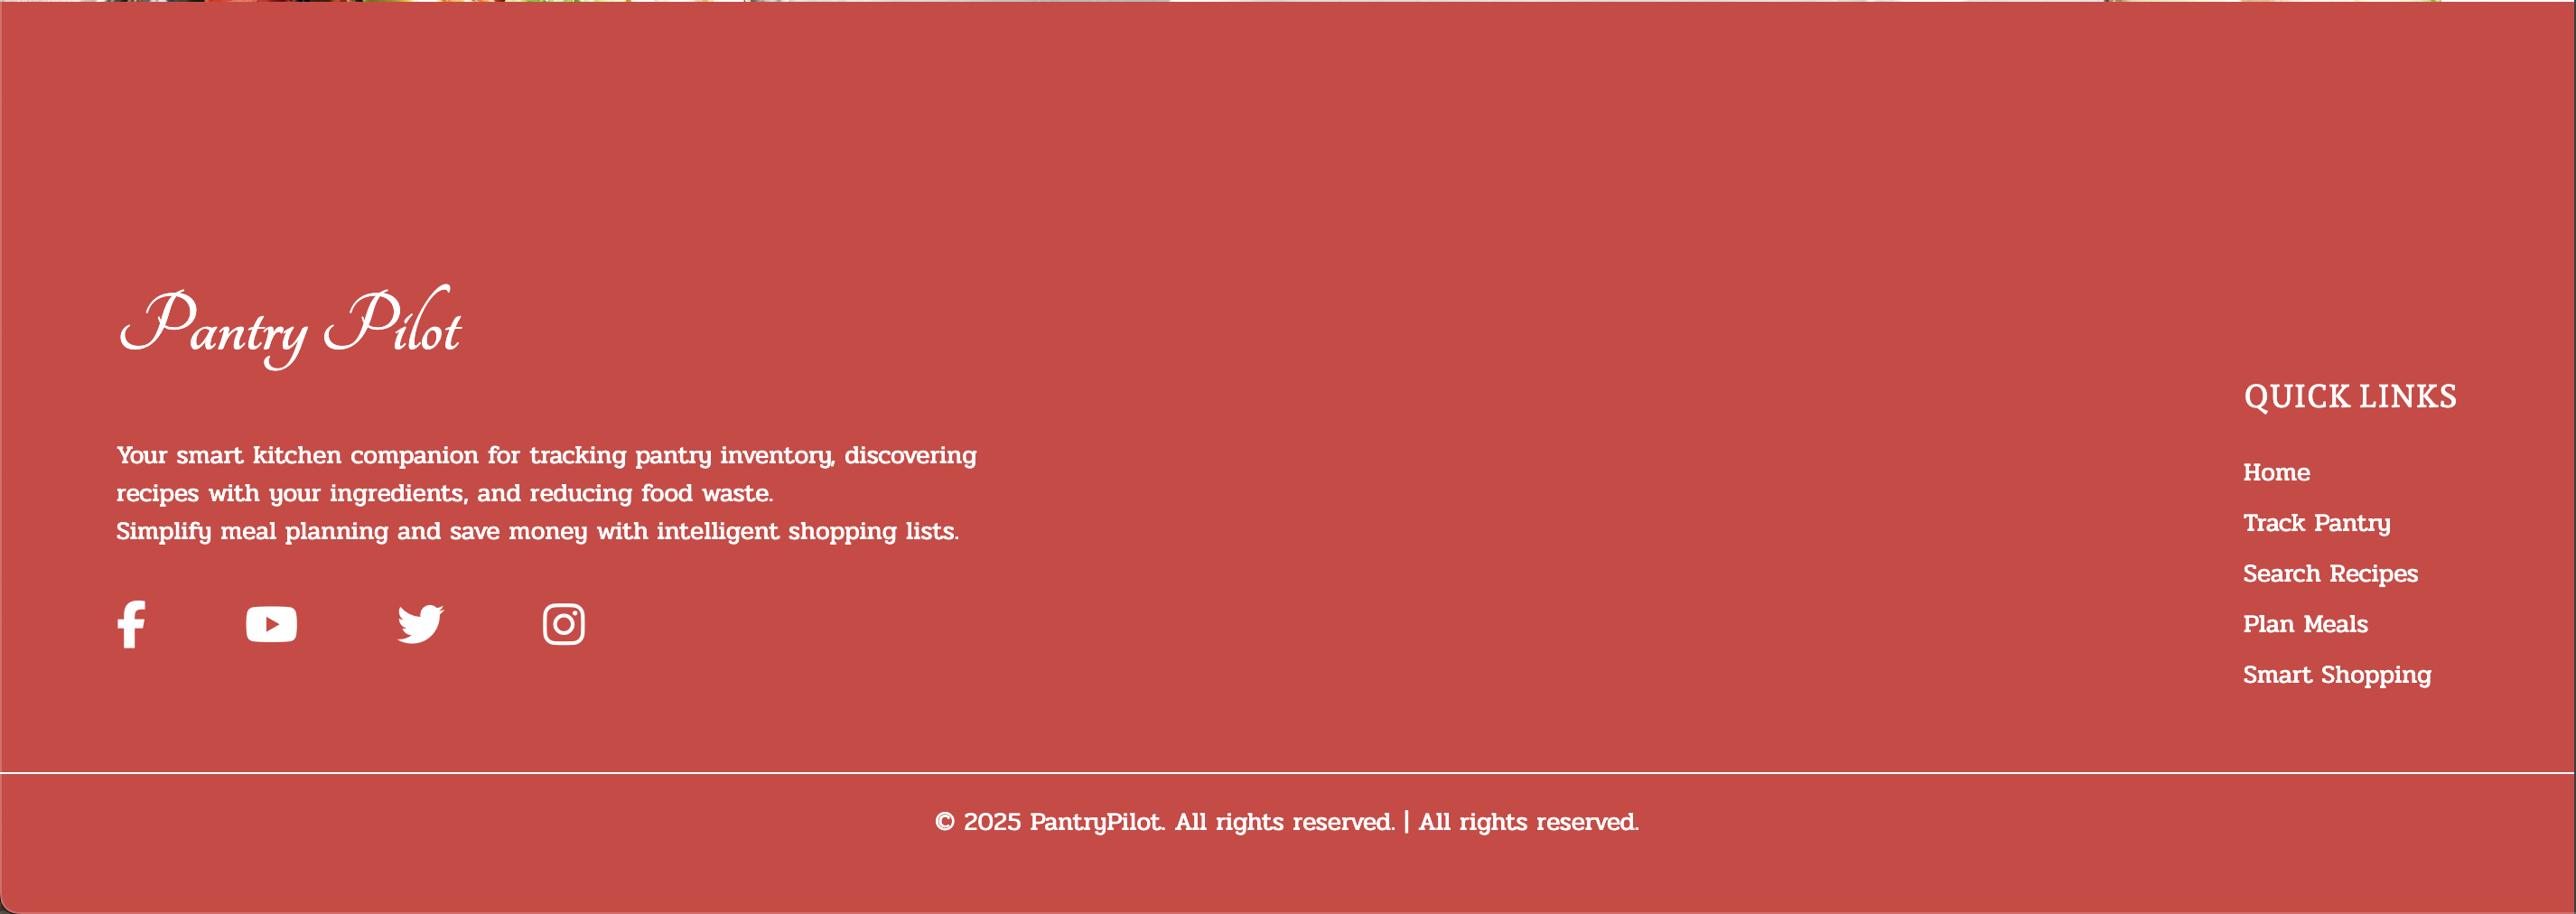 Pantry Pilot
Your smart kitchen companion for tracking pantry inventory, discovering
recipes with your ingredients, and reducing food waste.
Simplify meal planning and save money with intelligent shopping lists.
QUICK LINKS
Home
Track Pantry
Search Recipes
Plan Meals
Smart Shopping
© 2025 PantryPilot. All rights reserved. | All rights reserved.